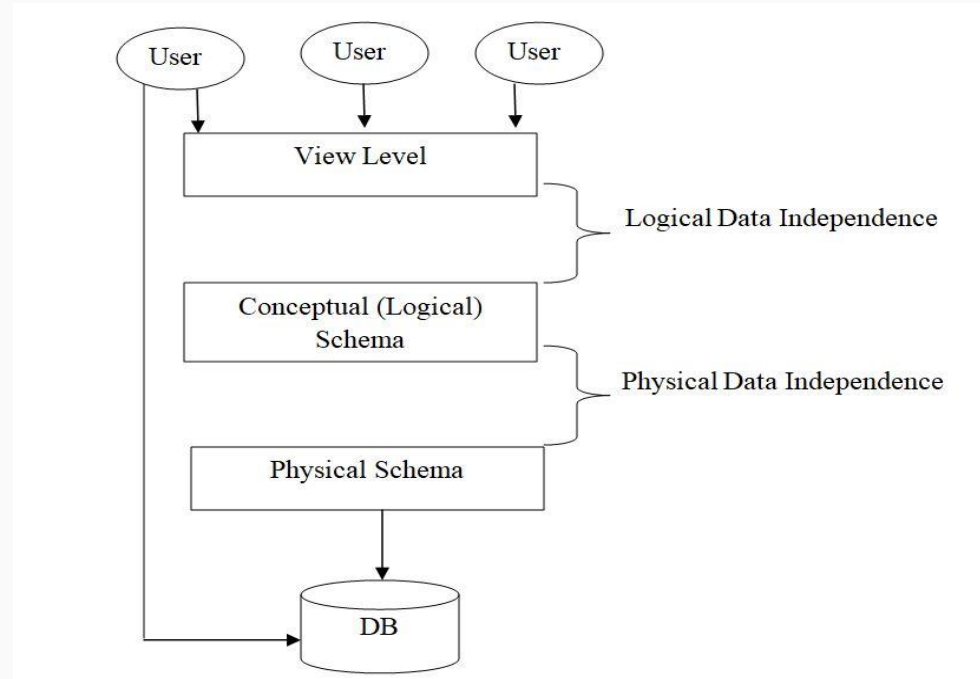 User
User
User
View Level
Logical Data Independence
Conceptual (Logical)
Schema
Physical Data Independence
Physical Schema
DB